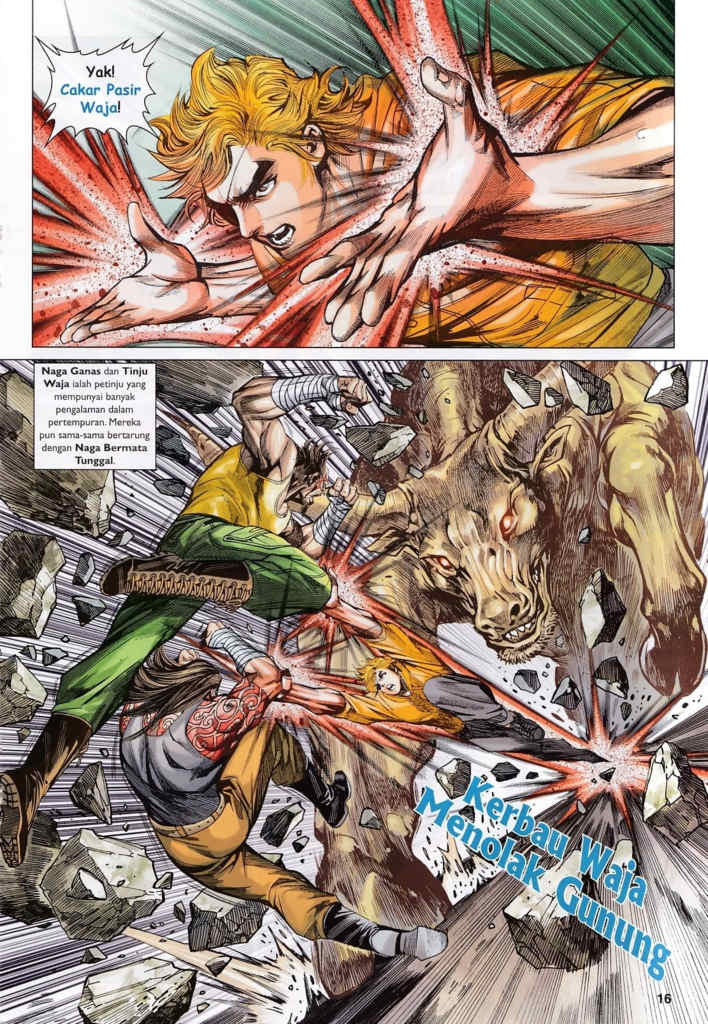 Yak!
Cakar Pasir
Waja!
Naga Ganas dan Tinju
Waja ialah petinju yang
mempunyai banyak
pengalaman dalam
pertempuran. Mereka
pun sama-sama bertarung
dengan Naga Bermata
Tunggal.
Kerbau Waja
Menolak Gunung
16